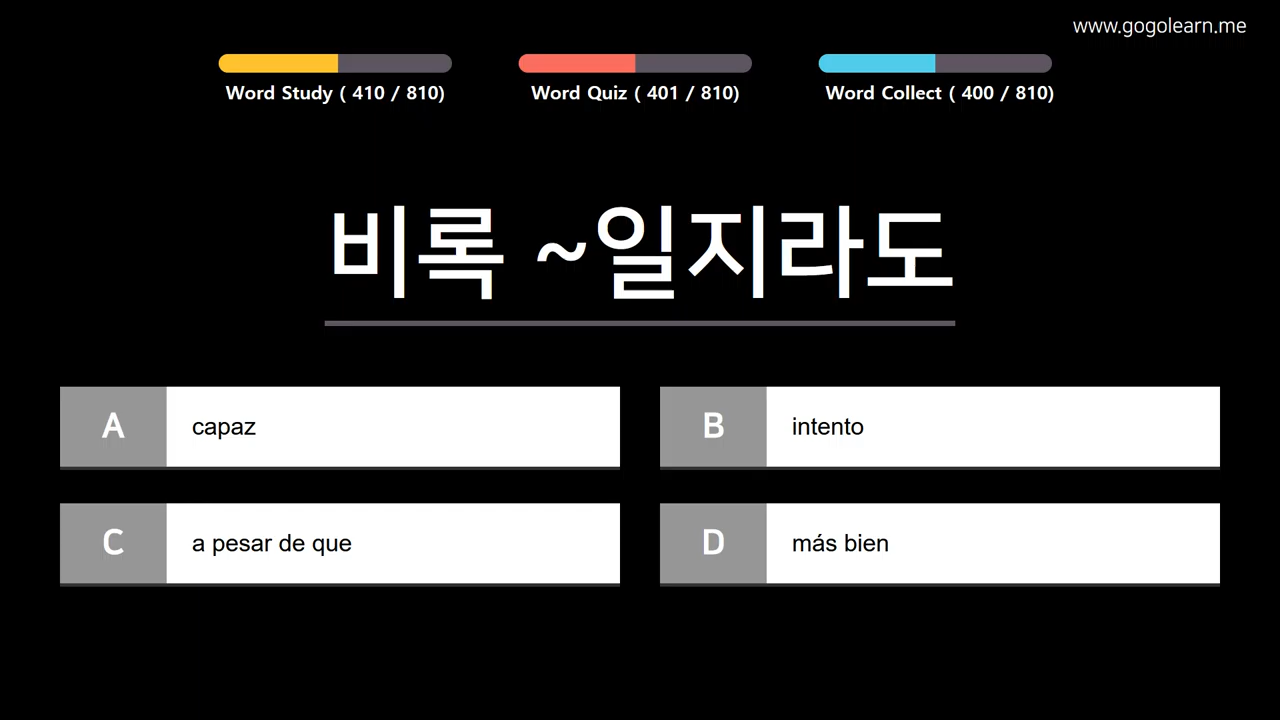 www.gogolearn.me
Word Study ( 410 / 810)
Word Quiz ( 401 / 810)
Word Collect ( 400 / 810)
비록 ~일지라도
A capaz
B intento
C a pesar de que
D más bien